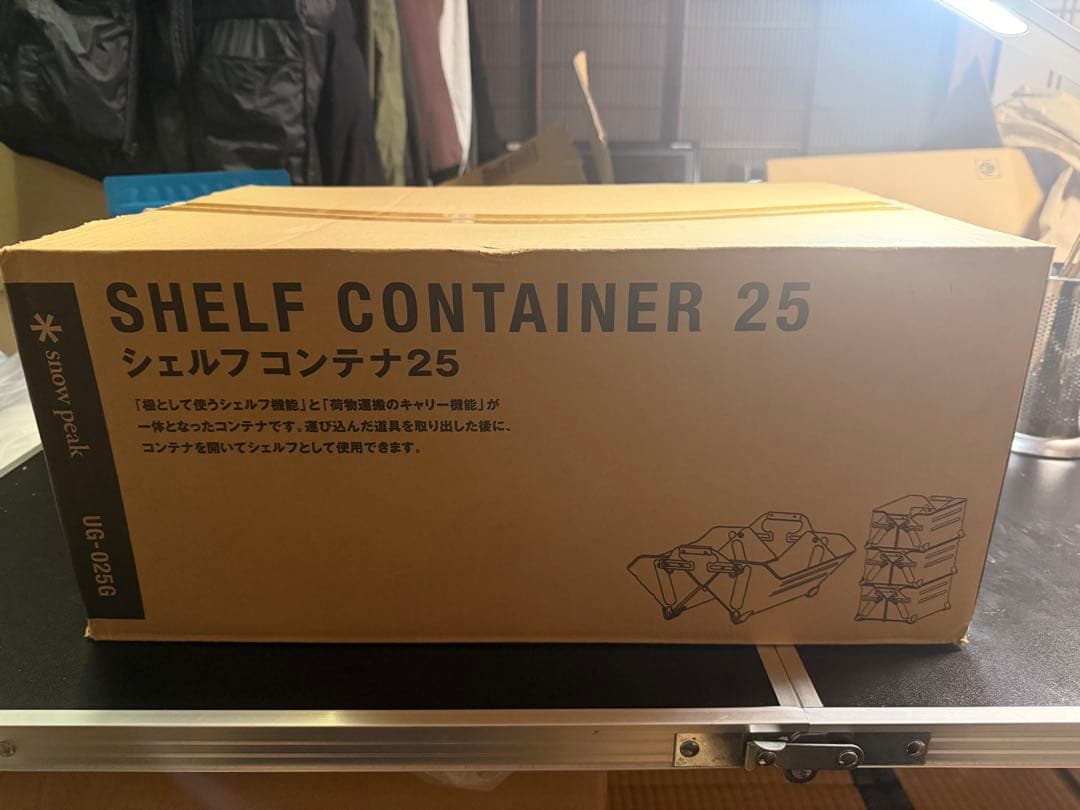 SHELF CONTAINER 25
シェルフコンテナ25
「棚として使うシェルフ機能」と「荷物運搬のキャリー機能」が
一体となったコンテナです。運び込んだ道具を取り出した後に、
コンテナを開いてシェルフとして使用できます。
snow peak
UG-025G